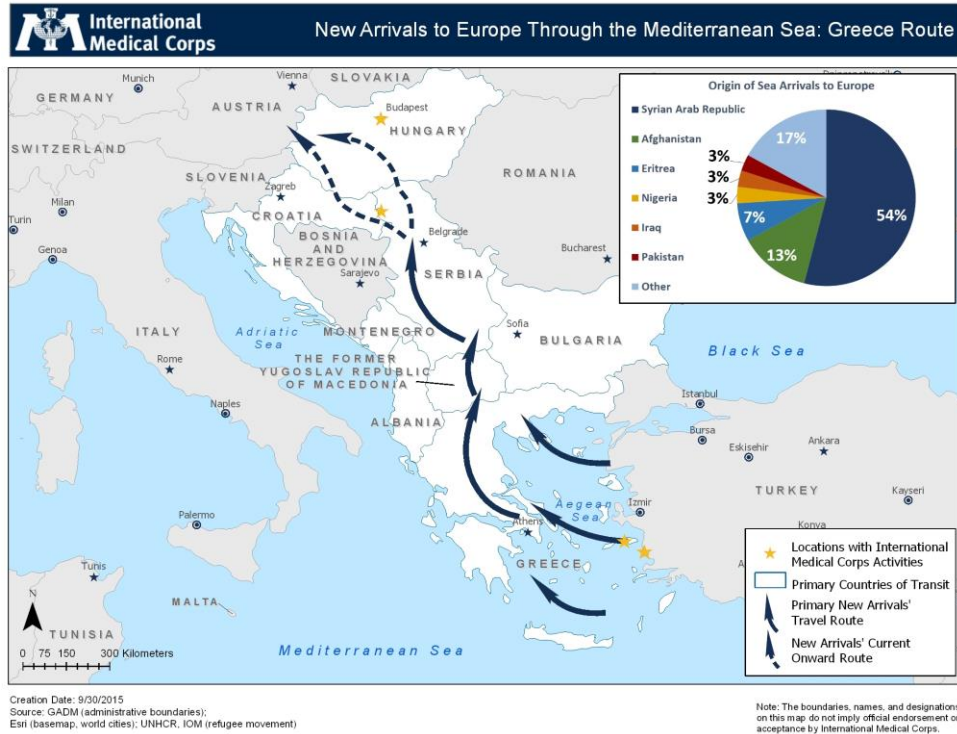 International
Medical Corps
New Arrivals to Europe Through the Mediterranean Sea: Greece Route
Origin of Sea Arrivals to Europe
Syrian Arab Republic
Afghanistan
Eritrea
Nigeria
Iraq
Pakistan
Other
17%
3%
3%
3%
7%
13%
54%
Munich
Vienna
SLOVAKIA
GERMANY
AUSTRIA
Budapest
HUNGARY
SWITZERLAND
SLOVENIA
Zagreb
ROMANIA
Milan
Turin
CROATIA
Genoa
BOSNIA
AND
HERZEGOVINA
Belgrade
Bucharest
Sarajevo
SERBIA
ITALY
Adriatic
Sea
MONTENEGRO
Sofia
BULGARIA
Black Sea
THE FORMER
YUGOSLAV REPUBLIC
OF MACEDONIA
Rome
Naples
ALBANIA
Istanbul
Bursa
Eskisehir
Ankara
TURKEY
Kayseri
Izmir
Aegean
Sea
Athens
Konya
Palermo
GREECE
Tunis
MALTA
TUNISIA
Mediterranean Sea
N
0 75 150 300 Kilometers
Locations with International
Medical Corps Activities
Primary Countries of Transit
Primary New Arrivals'
Travel Route
New Arrivals' Current
Onward Route
Creation Date: 9/30/2015
Source: GADM (administrative boundaries);
Esri (basemap, world cities); UNHCR, IOM (refugee movement)
Note: The boundaries, names, and designations
on this map do not imply official endorsement or
acceptance by International Medical Corps.